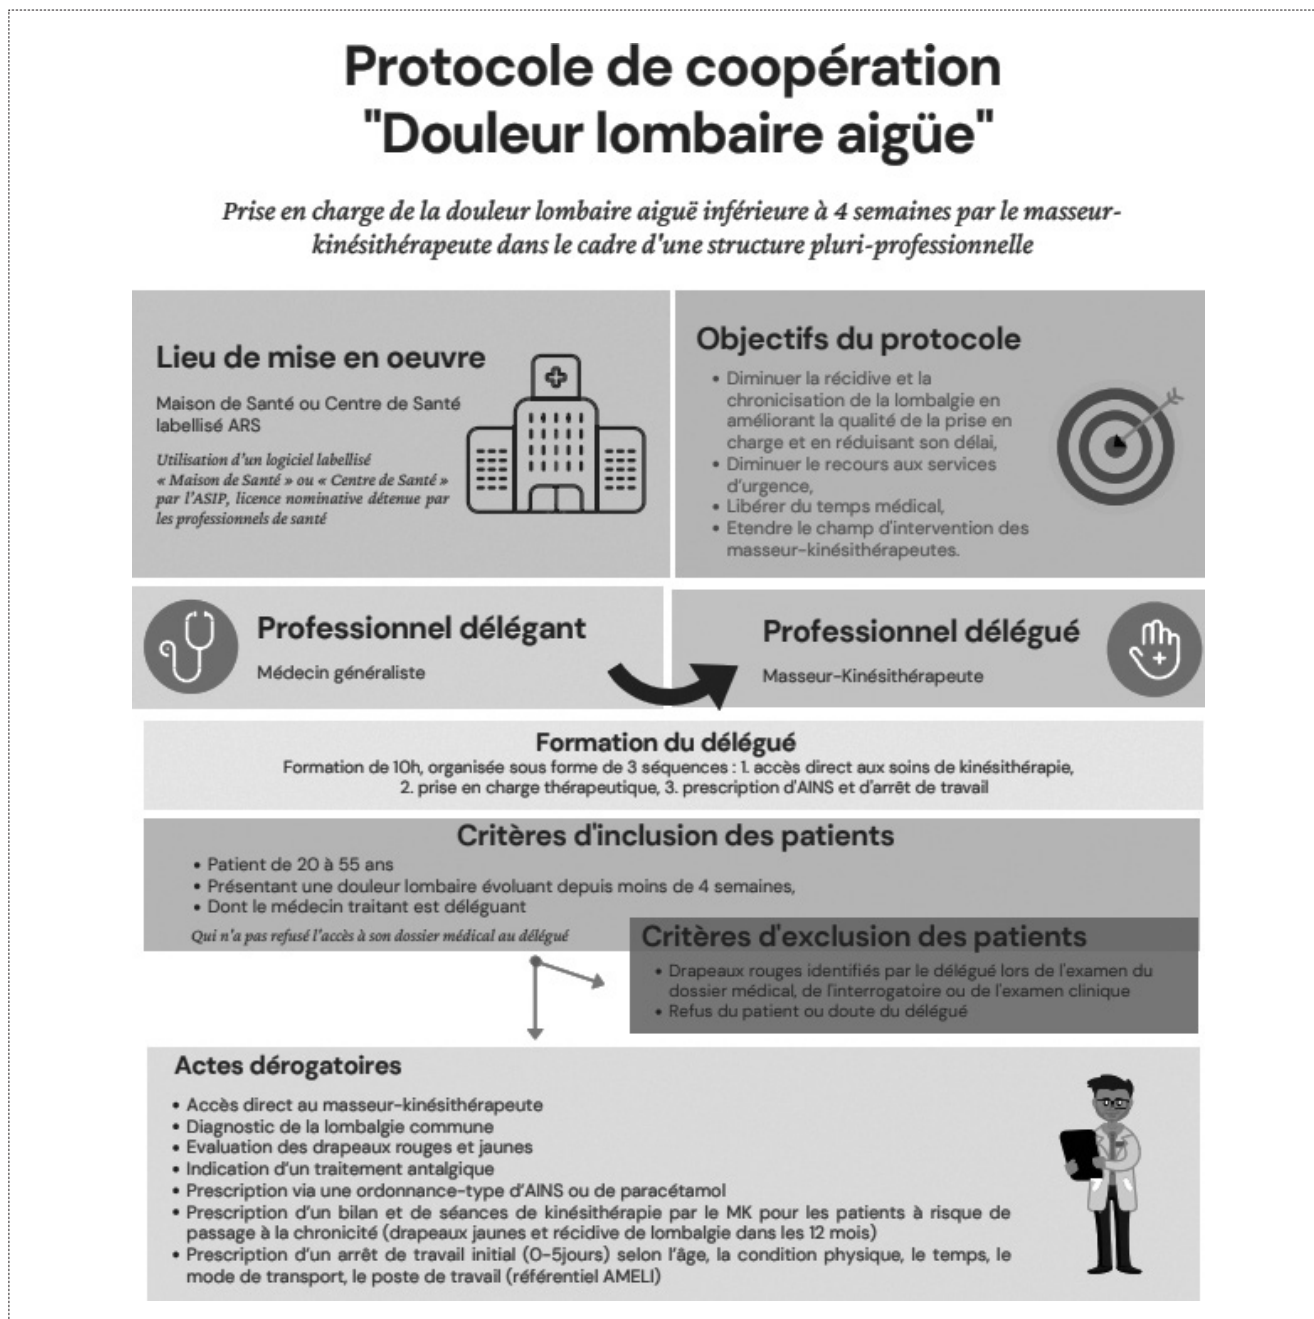 Protocole de coopération
"Douleur lombaire aigüe"
Prise en charge de la douleur lombaire aiguë inférieure à 4 semaines par le masseur-
kinésithérapeute dans le cadre d'une structure pluri-professionnelle
Lieu de mise en oeuvre
Maison de Santé ou Centre de Santé
labellisé ARS
Utilisation d'un logiciel labellisé
« Maison de Santé » ou « Centre de Santé »
par l'ASIP, licence nominative détenue par
les professionnels de santé
Objectifs du protocole
• Diminuer la récidive et la
chronicisation de la lombalgie en
améliorant la qualité de la prise en
charge et en réduisant son délai,
• Diminuer le recours aux services
d'urgence,
• Libérer du temps médical,
• Etendre le champ d'intervention des
masseur-kinésithérapeutes.
Professionnel délégant
Médecin généraliste
Professionnel délégué
Masseur-Kinésithérapeute
Formation du délégué
Formation de 10h, organisée sous forme de 3 séquences : 1. accès direct aux soins de kinésithérapie,
2. prise en charge thérapeutique, 3. prescription d'AINS et d'arrêt de travail
Critères d'inclusion des patients
• Patient de 20 à 55 ans
• Présentant une douleur lombaire évoluant depuis moins de 4 semaines,
• Dont le médecin traitant est déléguant
Qui n'a pas refusé l'accès à son dossier médical au délégué
Critères d'exclusion des patients
• Drapeaux rouges identifiés par le délégué lors de l'examen du
dossier médical, de l'interrogatoire ou de l'examen clinique
• Refus du patient ou doute du délégué
Actes dérogatoires
• Accès direct au masseur-kinésithérapeute
• Diagnostic de la lombalgie commune
• Evaluation des drapeaux rouges et jaunes
• Indication d'un traitement antalgique
• Prescription via une ordonnance-type d'AINS ou de paracétamol
• Prescription d'un bilan et de séances de kinésithérapie par le MK pour les patients à risque de
passage à la chronicité (drapeaux jaunes et récidive de lombalgie dans les 12 mois)
• Prescription d'un arrêt de travail initial (0-5jours) selon l'âge, la condition physique, le temps, le
mode de transport, le poste de travail (référentiel AMELI)